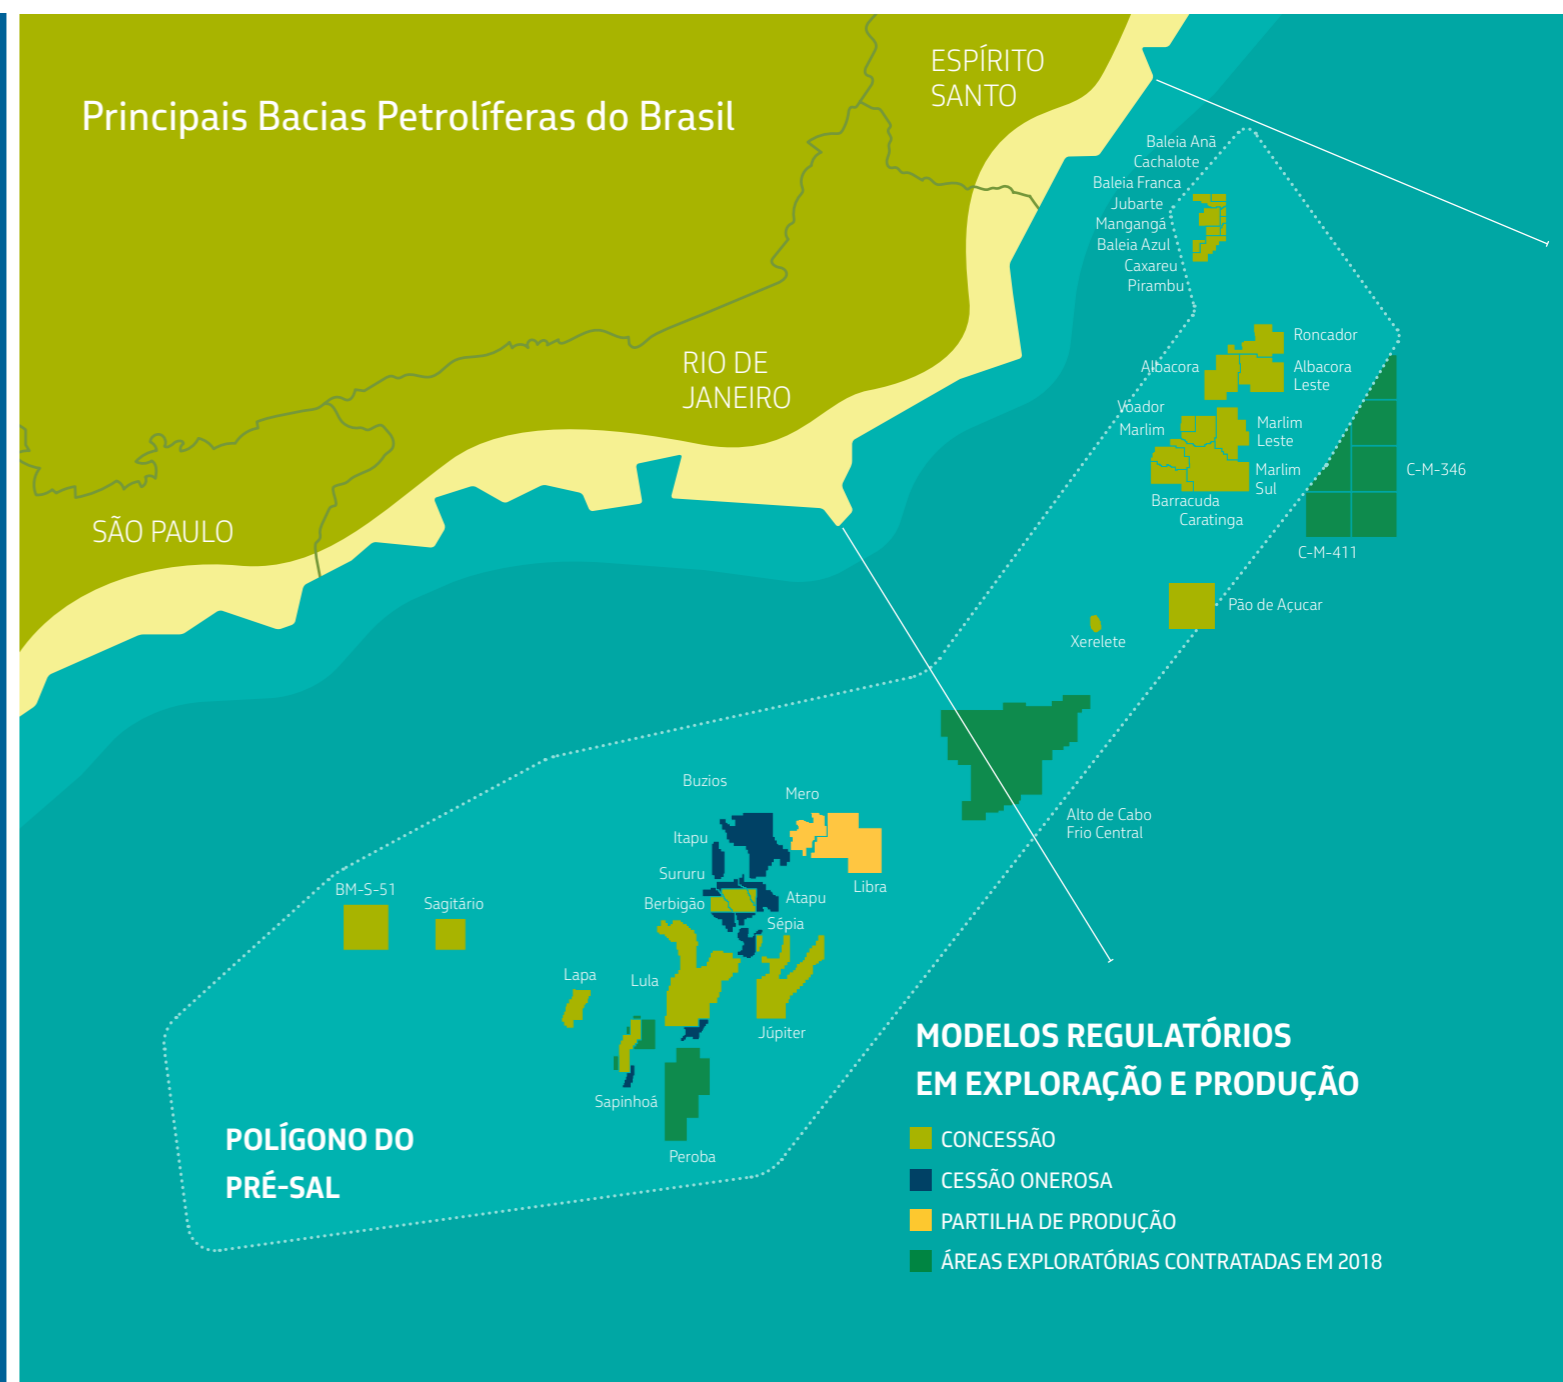 Principais Bacias Petrolíferas do Brasil
ESPÍRITO
SANTO
RIO DE
JANEIRO
SÃO PAULO
Baleia Anã
Cachalote
Baleia Franca
Jubarte
Mangangá
Baleia Azul
Caxareu
Pirambu
Roncador
Albacora
Albacora
Leste
Voador
Marlim
Marlim
Leste
Marlim
Sul
Barracuda
Caratinga
C-M-346
C-M-411
Pão de Açucar
Xerelete
Alto de Cabo
Frio Central
Buzios
Mero
Itapu
Sururu
Berbigão
Libra
Atapu
Sépia
BM-S-51
Sagitário
Lapa
Lula
Júpiter
Sapinhoá
Peroba
POLÍGONO DO
PRÉ-SAL
MODELOS REGULATÓRIOS
EM EXPLORAÇÃO E PRODUÇÃO
CONCESSÃO
CESSÃO ONEROSA
PARTILHA DE PRODUÇÃO
ÁREAS EXPLORATÓRIAS CONTRATADAS EM 2018